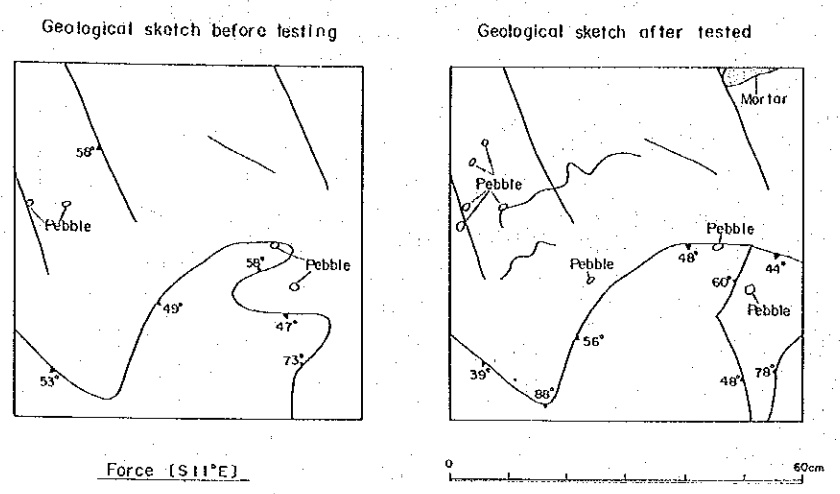 Geological sketch before testing
58°
Pebble
58°
Pebble
49°
47°
73°
53°
Force (S11°E)
Geological sketch after tested
Mortar
Pebble
Pebble
48°
44°
Pebble
60°
Pebble
56°
39°
88°
48°
78°
0
60cm